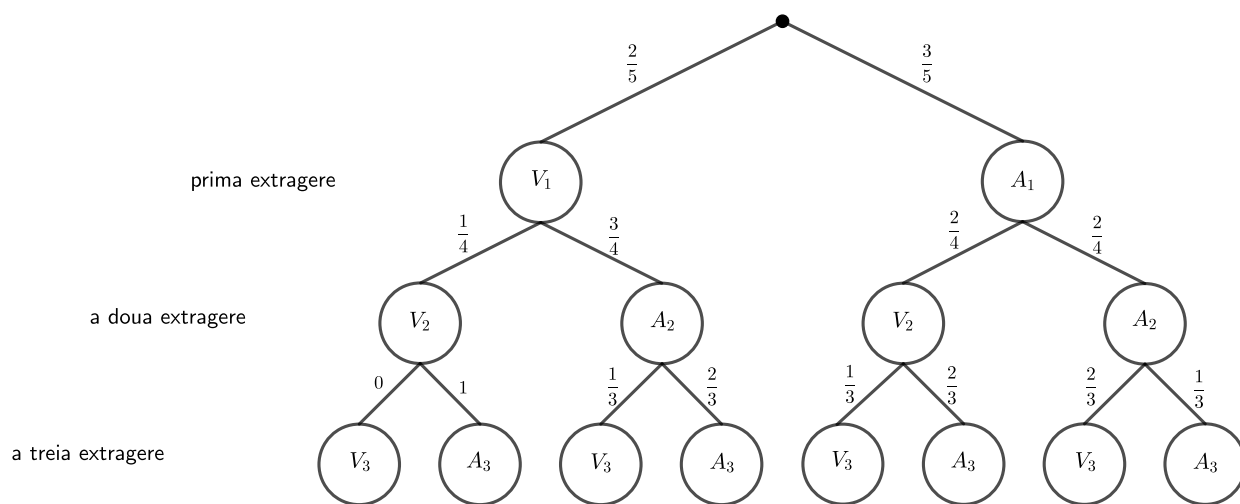 2/5 3/5
prima extragere V₁ A₁
1/4 3/4 2/4 2/4
a doua extragere V₂ A₂ V₂ A₂
0 1 1/3 2/3 1/3 2/3 2/3 1/3
a treia extragere V₃ A₃ V₃ A₃ V₃ A₃ V₃ A₃